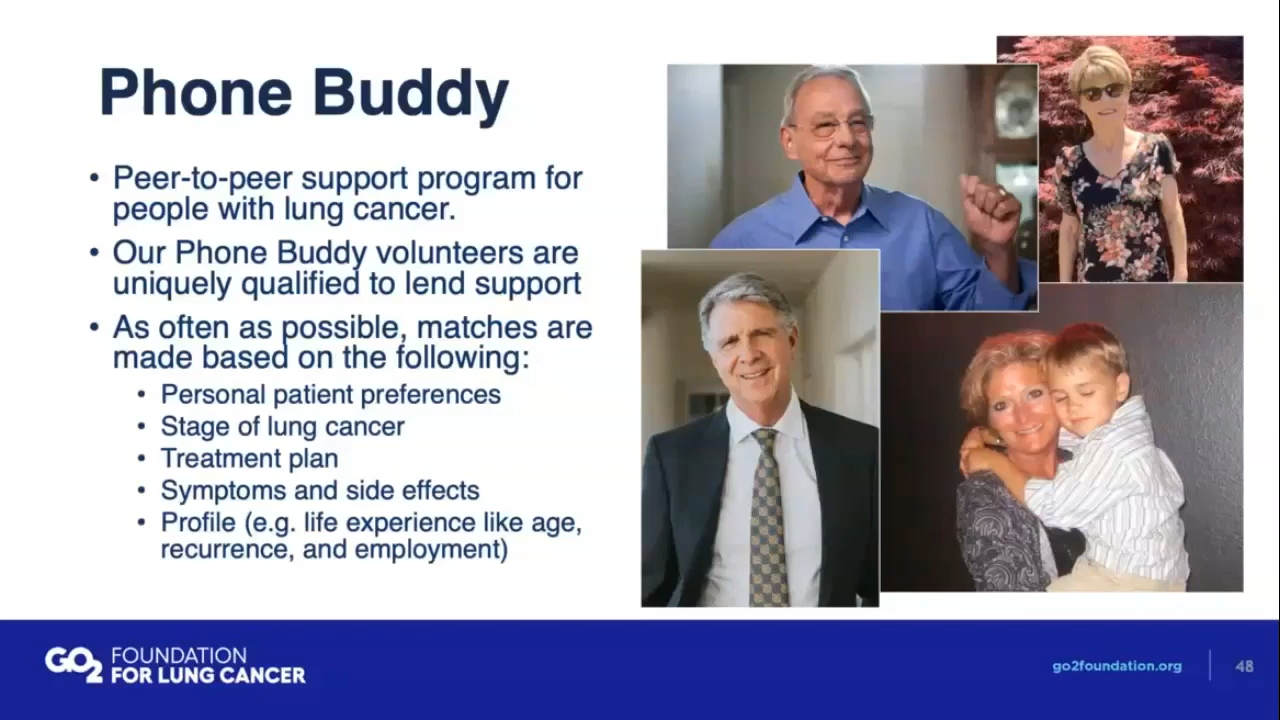 Phone Buddy
• Peer-to-peer support program for
people with lung cancer.
• Our Phone Buddy volunteers are
uniquely qualified to lend support
• As often as possible, matches are
made based on the following:
• Personal patient preferences
• Stage of lung cancer
• Treatment plan
• Symptoms and side effects
• Profile (e.g. life experience like age,
recurrence, and employment)
GO2 FOUNDATION
FOR LUNG CANCER
go2foundation.org
48